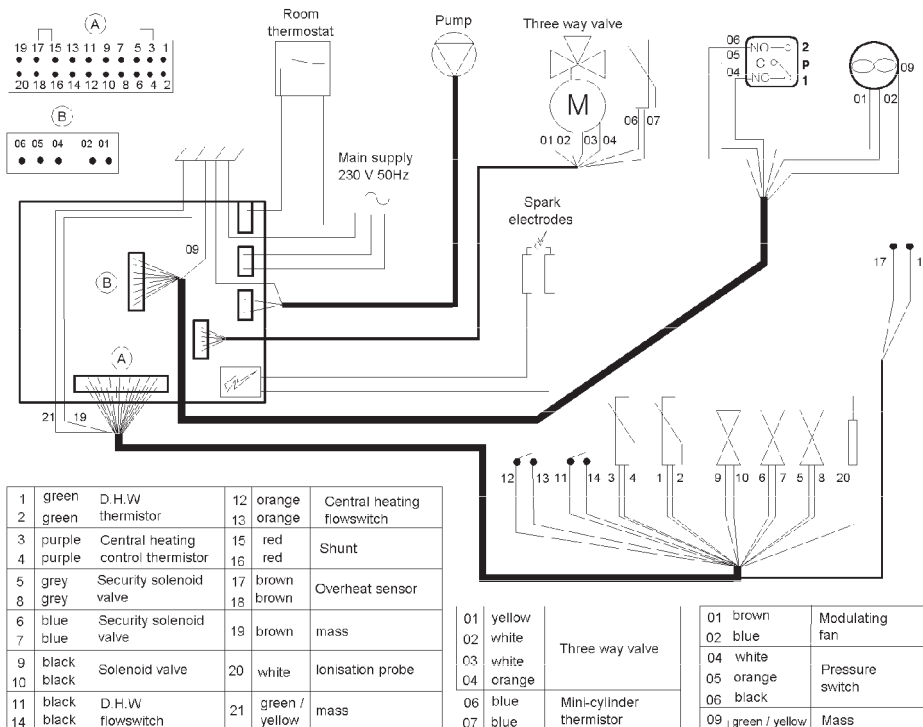 A
19 17 15 13 11 9 7 5 3 1
20 18 16 14 12 10 8 6 4 2
B
06 05 04 02 01
Room
thermostat
Pump
Three way valve
M
01 02 03 04
06 07
06 NO 2
05 C P
04 NC 1
09
01 02
Main supply
230 V 50Hz
Spark
electrodes
09
B
A
21 19
17 1
12 13 11 14 3 4 1 2 9 10 6 7 5 8 20
1 green D.H.W
2 green thermistor
3 purple Central heating
4 purple control thermistor
5 grey Security solenoid
8 grey valve
6 blue Security solenoid
7 blue valve
9 black Solenoid valve
10 black
11 black D.H.W
14 black flowswitch
12 orange Central heating
13 orange flowswitch
15 red Shunt
16 red
17 brown Overheat sensor
18 brown
19 brown mass
20 white Ionisation probe
21 green / mass
yellow
01 yellow Three way valve
02 white
03 white
04 orange
06 blue Mini-cylinder
07 blue thermistor
01 brown Modulating
02 blue fan
04 white Pressure
05 orange switch
06 black
09 green / yellow Mass